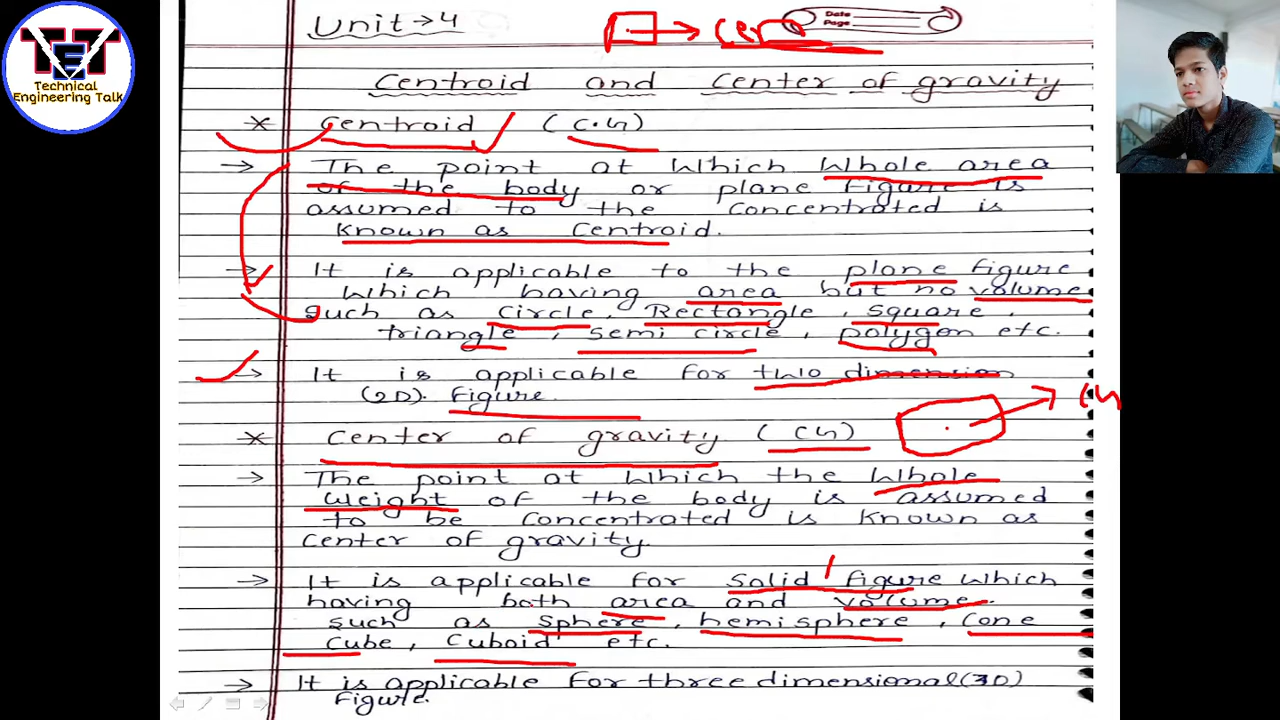 Unit → 4
Date
Page
Centroid and Center of gravity
TET
Technical
Engineering Talk
* Centroid (C.G)
→ The point at which whole area
of the body or plane figure is
assumed to the concentrated is
known as centroid.
→ It is applicable to the plane figure
which having area but no volume
such as circle, Rectangle, square,
triangle, semi circle, polygon etc.
→ It is applicable for two dimension
(2D). Figure.
* Center of gravity (CG)
→ The point at which the whole
weight of the body is assumed
to be concentrated is known as
center of gravity.
→ It is applicable for solid figure which
having both area and volume.
such as sphere, hemisphere, Cone
Cube, Cuboid etc.
→ It is applicable for three dimensional (3D)
Figure.